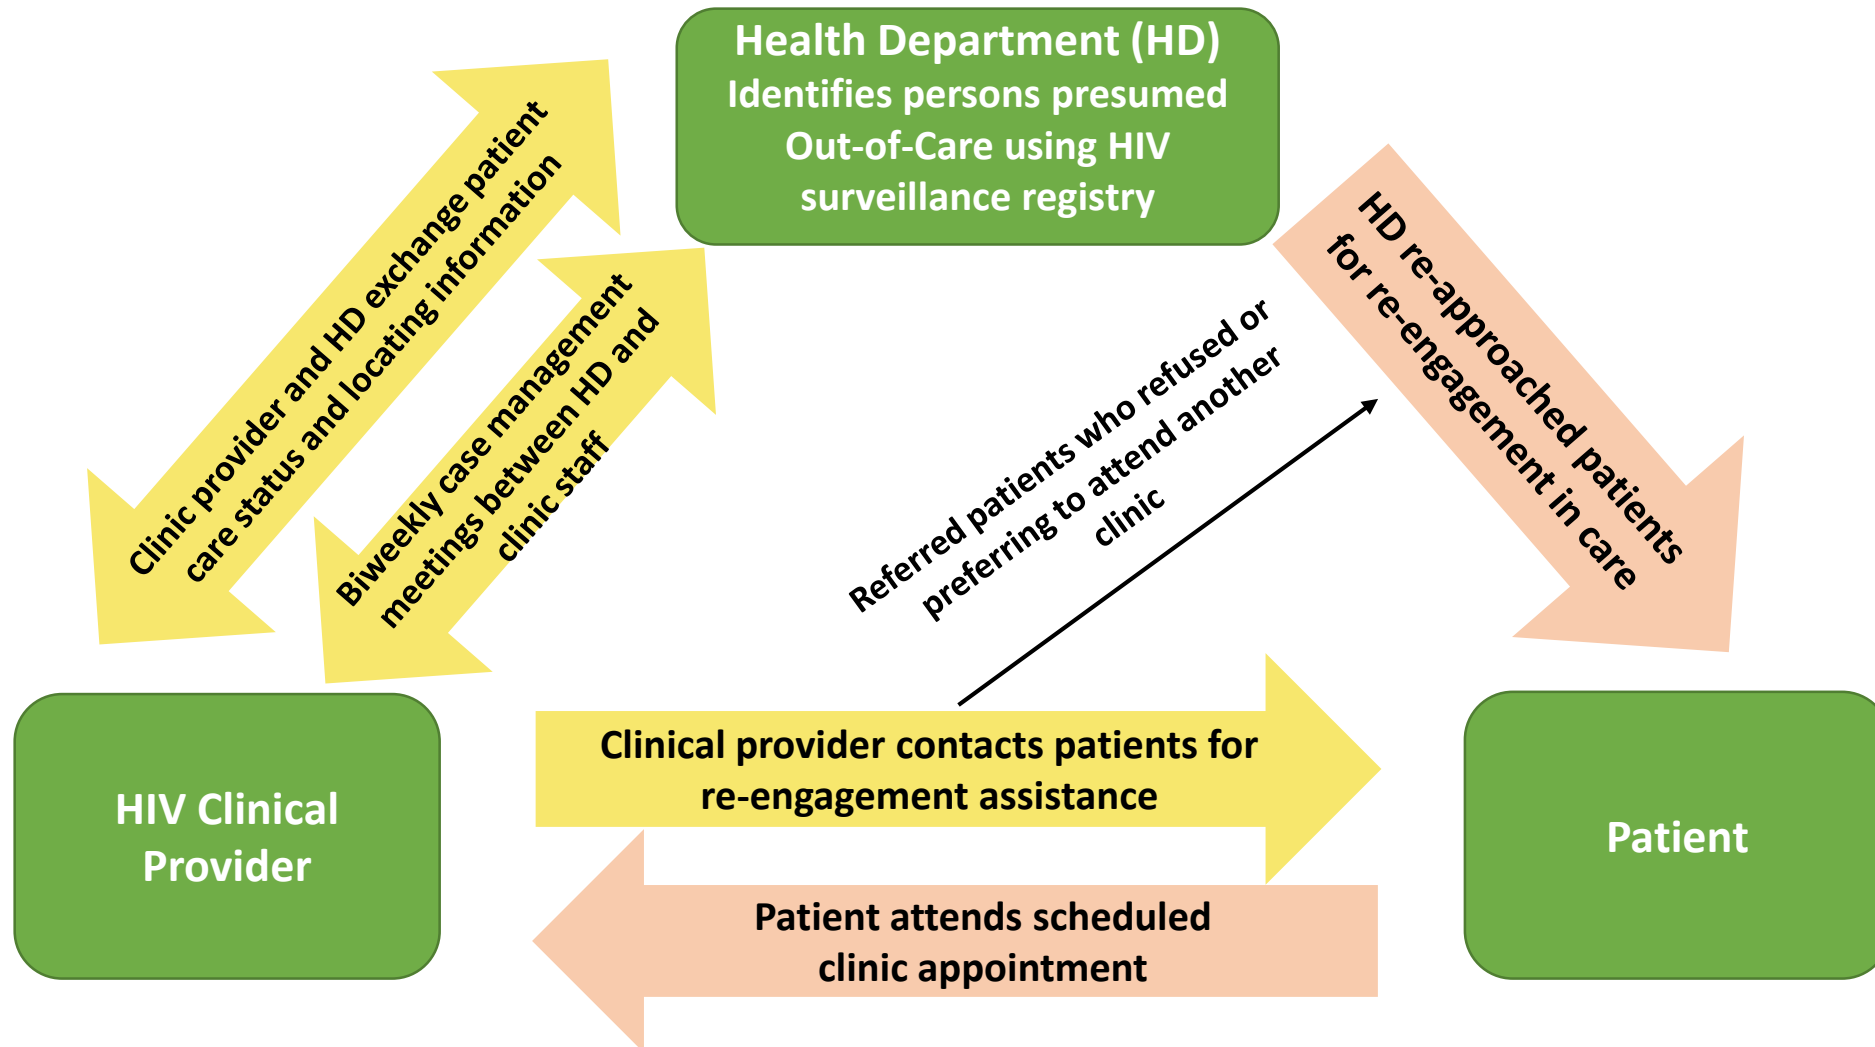 Health Department (HD)
Identifies persons presumed
Out-of-Care using HIV
surveillance registry
Clinic provider and HD exchange patient
care status and locating information
Biweekly case management
meetings between HD and
clinic staff
Referred patients who refused or
preferring to attend another
clinic
HD re-approached patients
for re-engagement in care
HIV Clinical
Provider
Clinical provider contacts patients for
re-engagement assistance
Patient attends scheduled
clinic appointment
Patient